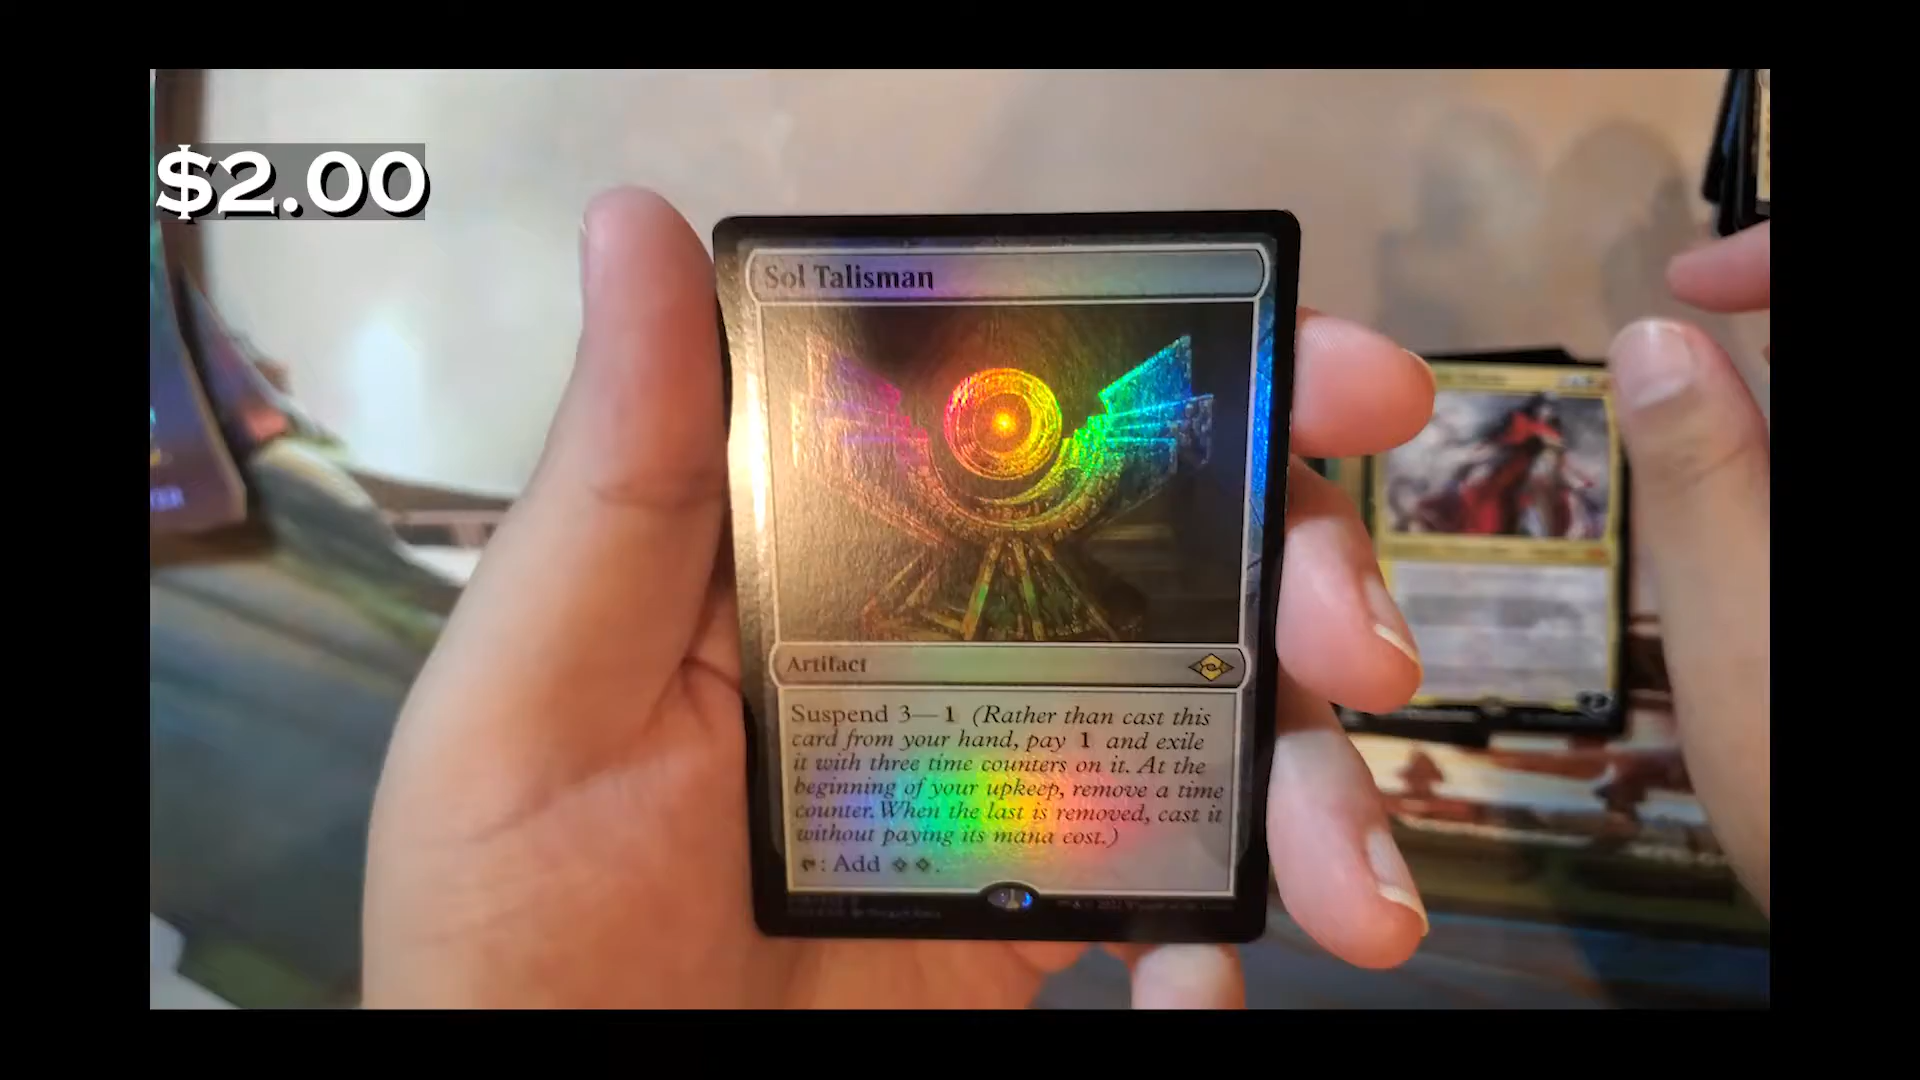 $2.00
Sol Talisman
Artifact
Suspend 3—1 (Rather than cast this
card from your hand, pay 1 and exile
it with three time counters on it. At the
beginning of your upkeep, remove a time
counter. When the last is removed, cast it
without paying its mana cost.)
: Add .